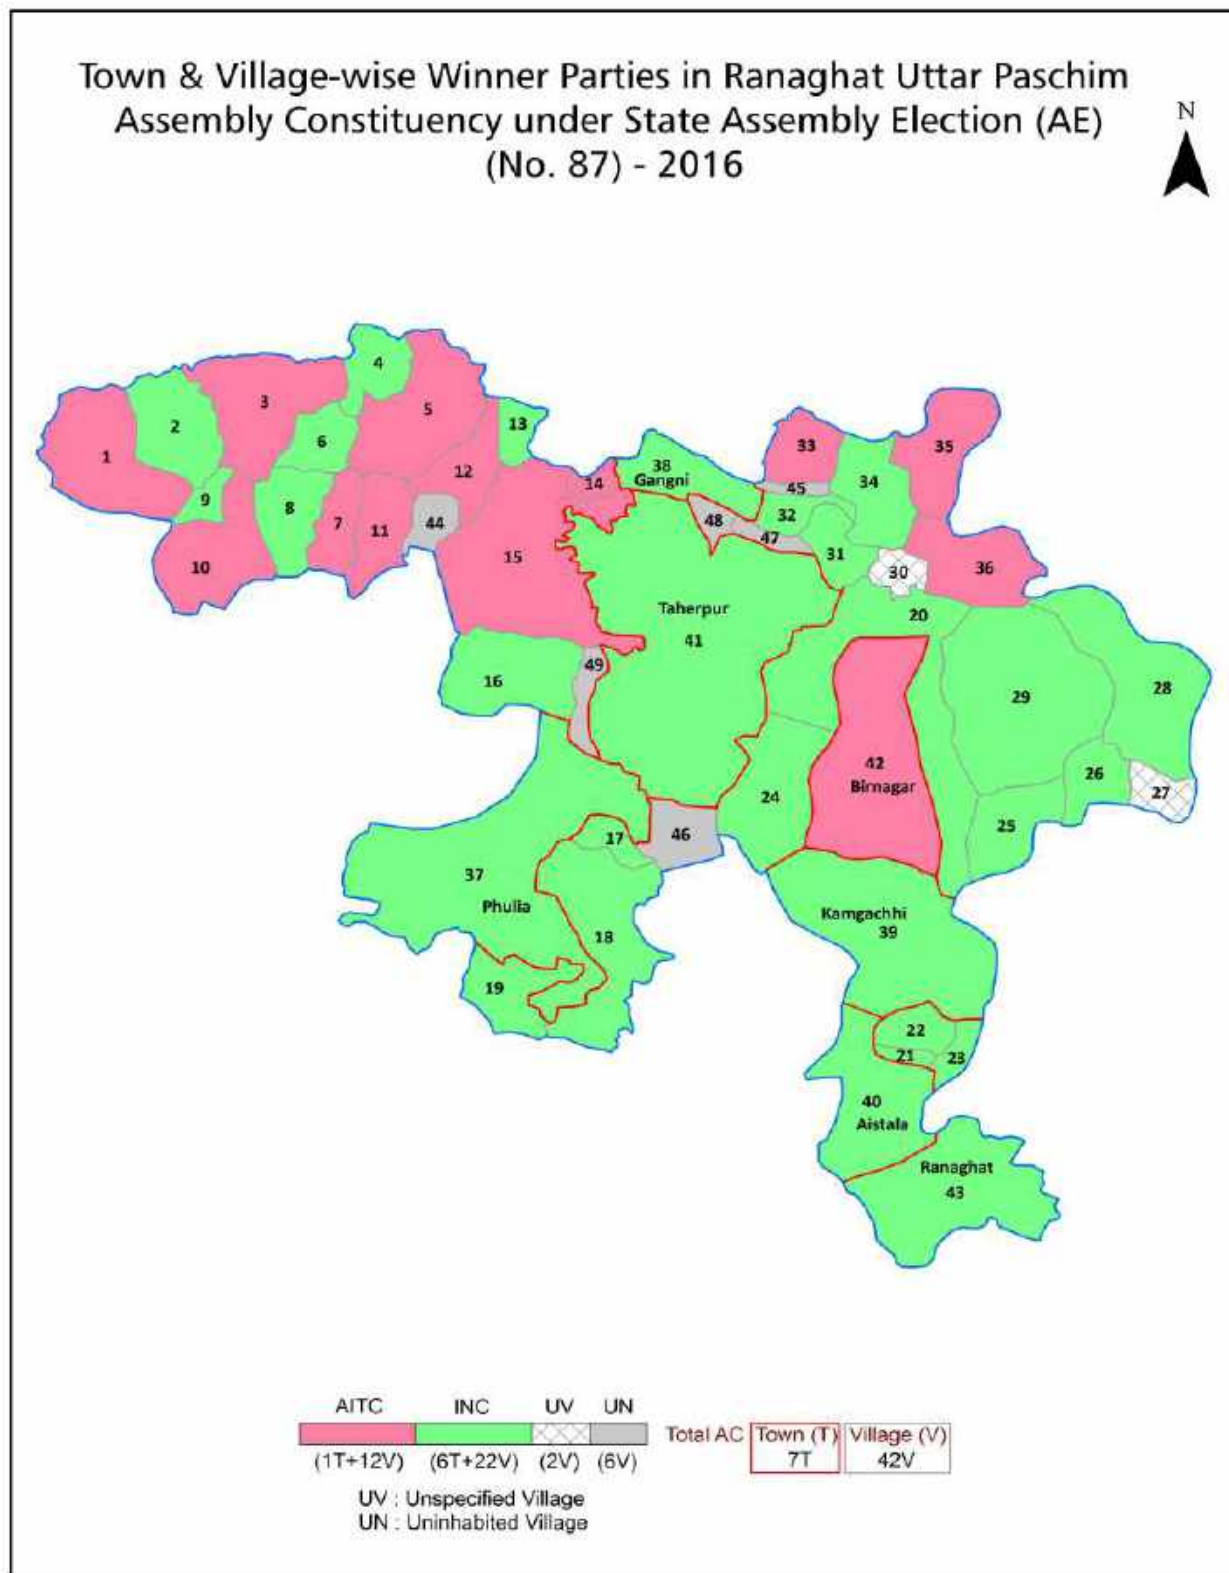 Town & Village-wise Winner Parties in Ranaghat Uttar Paschim
Assembly Constituency under State Assembly Election (AE)
(No. 87) - 2016
N
4
3
5
2
13
6
1
12
9
8
7
11
44
10
14
15
38
Gangni
33
35
45
34
48
32
47
31
30
36
20
Taherpur
41
16
49
29
28
42
Birnagar
26
27
24
25
17
46
37
Phulia
18
19
Kamgachhi
39
22
21
23
40
Aistala
Ranaghat
43
AITC INC UV UN
Total AC Town (T) Village (V)
7T 42V
(1T+12V) (6T+22V) (2V) (6V)
UV : Unspecified Village
UN : Uninhabited Village